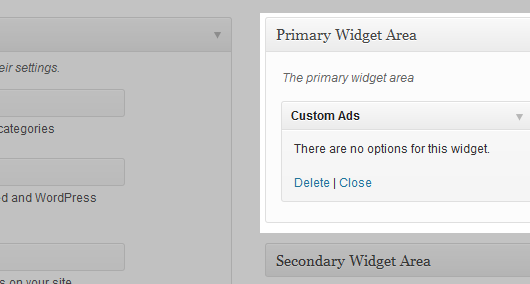 eir settings.
categories
d and WordPress
s on your site
Primary Widget Area
The primary widget area
Custom Ads
There are no options for this widget.
Delete | Close
Secondary Widget Area